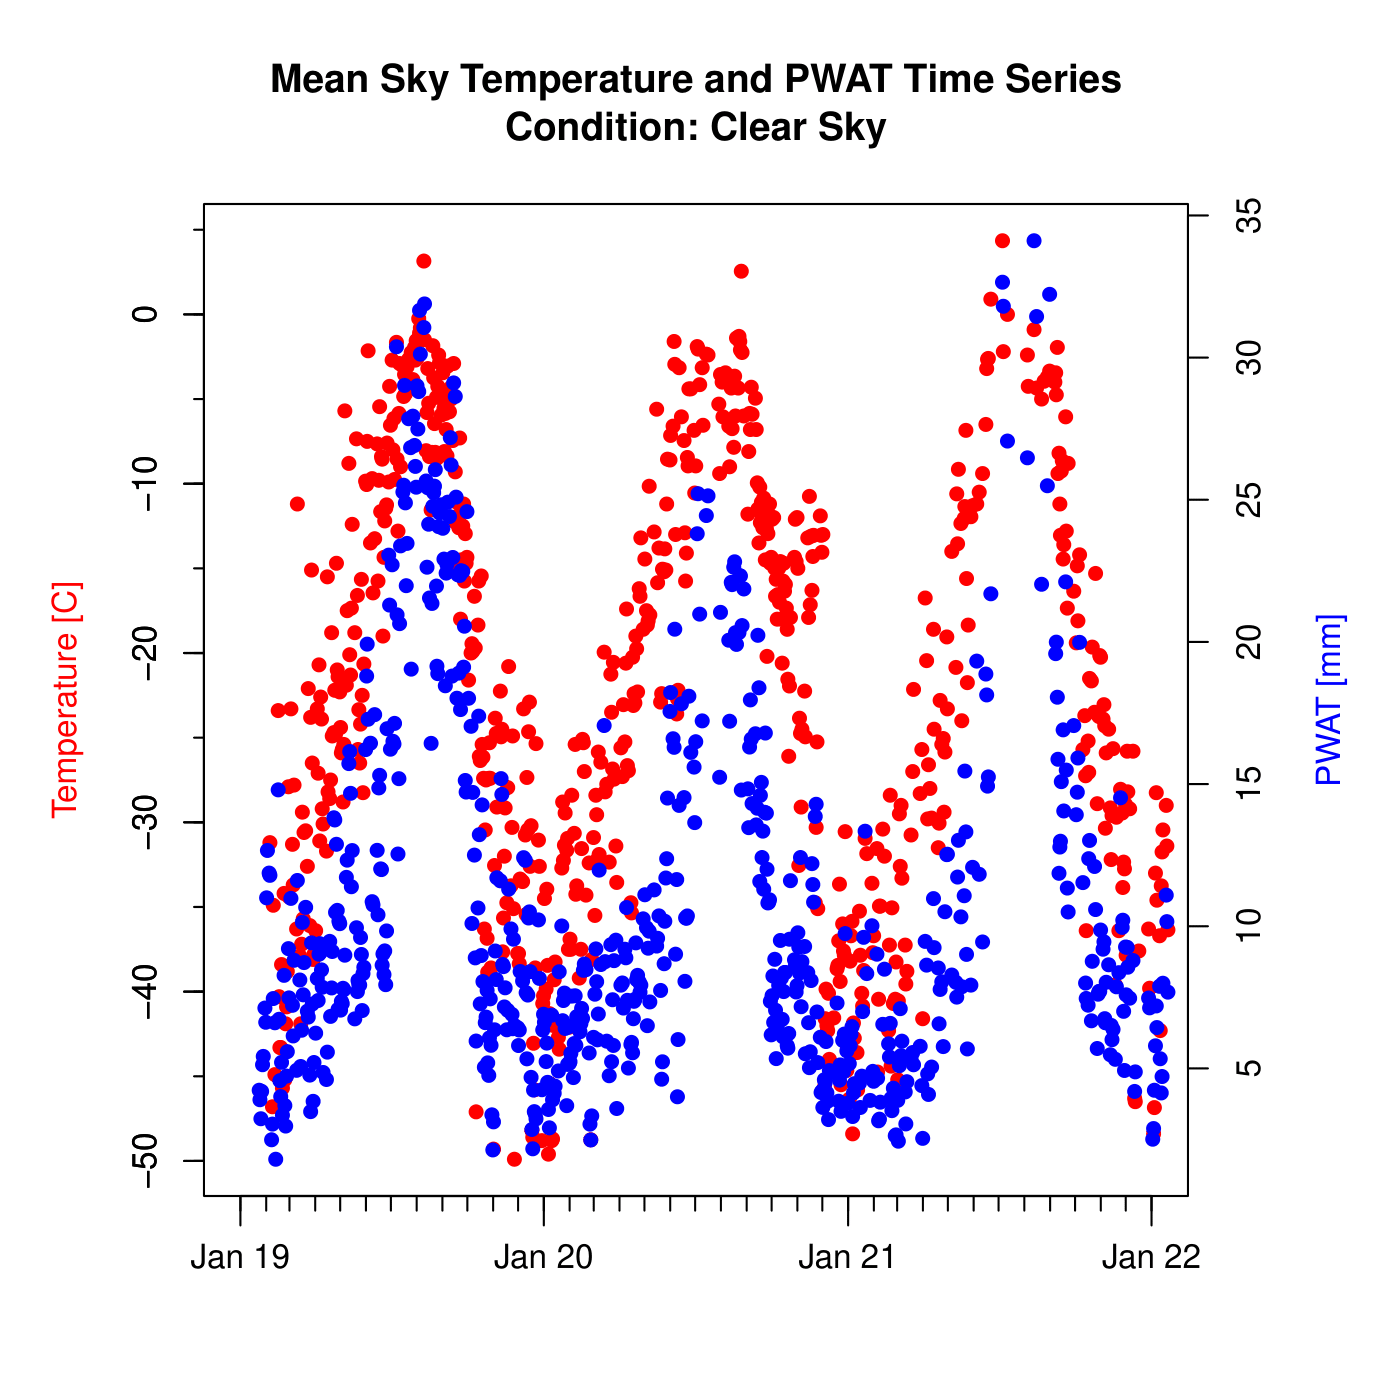 Mean Sky Temperature and PWAT Time Series
Condition: Clear Sky
Temperature [C]
0
−10
−20
−30
−40
−50
35
30
25
20
15
10
5
PWAT [mm]
Jan 19 Jan 20 Jan 21 Jan 22